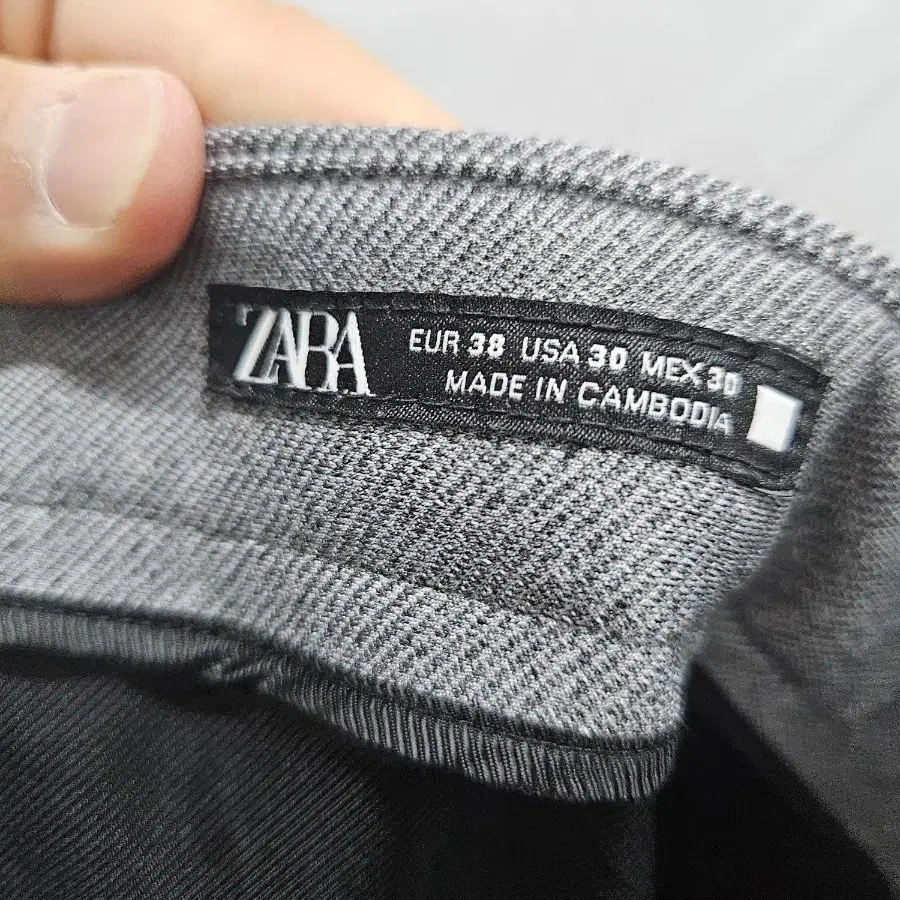 ZARA
EUR 38 USA 30 MEX 30
MADE IN CAMBODIA